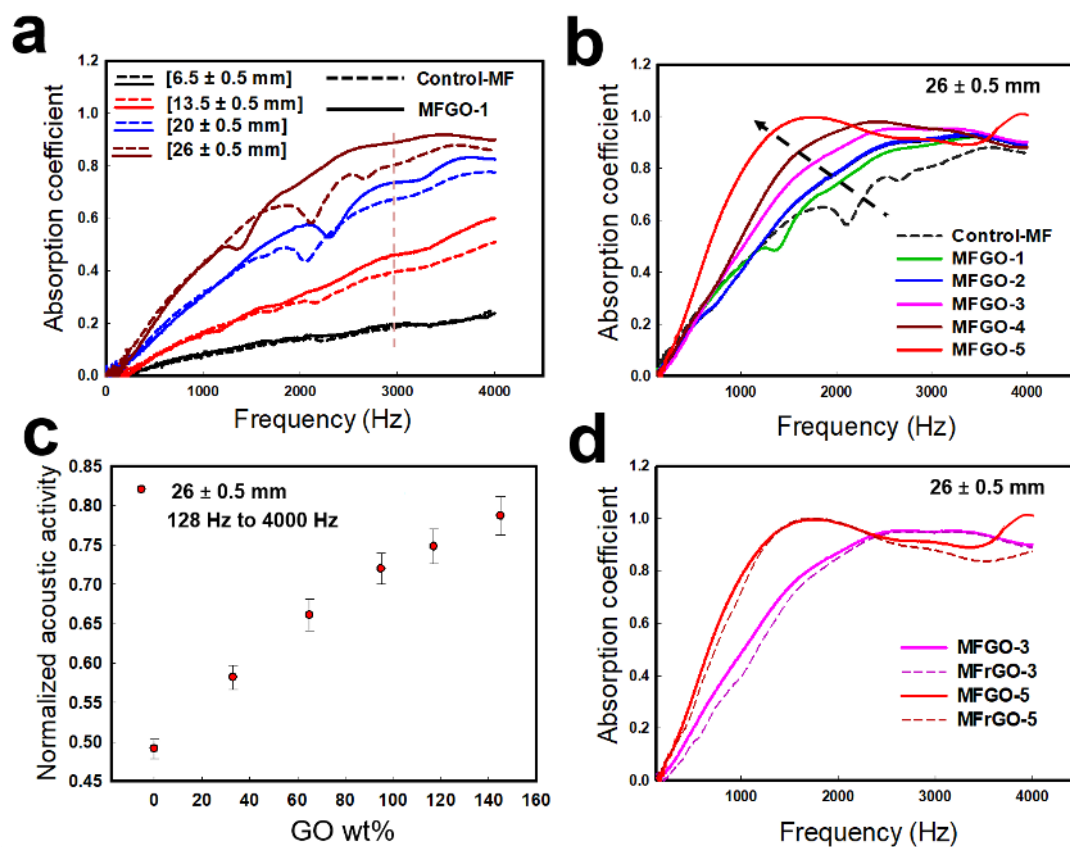 a
Absorption coefficient
1.2
1.0
0.8
0.6
0.4
0.2
0.0
[6.5 ± 0.5 mm]
[13.5 ± 0.5 mm]
[20 ± 0.5 mm]
[26 ± 0.5 mm]
Control-MF
MFGO-1
0
1000
2000
3000
4000
Frequency (Hz)
b
Absorption coefficient
1.2
1.0
0.8
0.6
0.4
0.2
0.0
26 ± 0.5 mm
Control-MF
MFGO-1
MFGO-2
MFGO-3
MFGO-4
MFGO-5
1000
2000
3000
4000
Frequency (Hz)
c
Normalized acoustic activity
0.85
0.80
0.75
0.70
0.65
0.60
0.55
0.50
0.45
26 ± 0.5 mm
128 Hz to 4000 Hz
0
20
40
60
80
100
120
140
160
GO wt%
d
Absorption coefficient
1.2
1.0
0.8
0.6
0.4
0.2
0.0
26 ± 0.5 mm
MFGO-3
MFrGO-3
MFGO-5
MFrGO-5
1000
2000
3000
4000
Frequency (Hz)